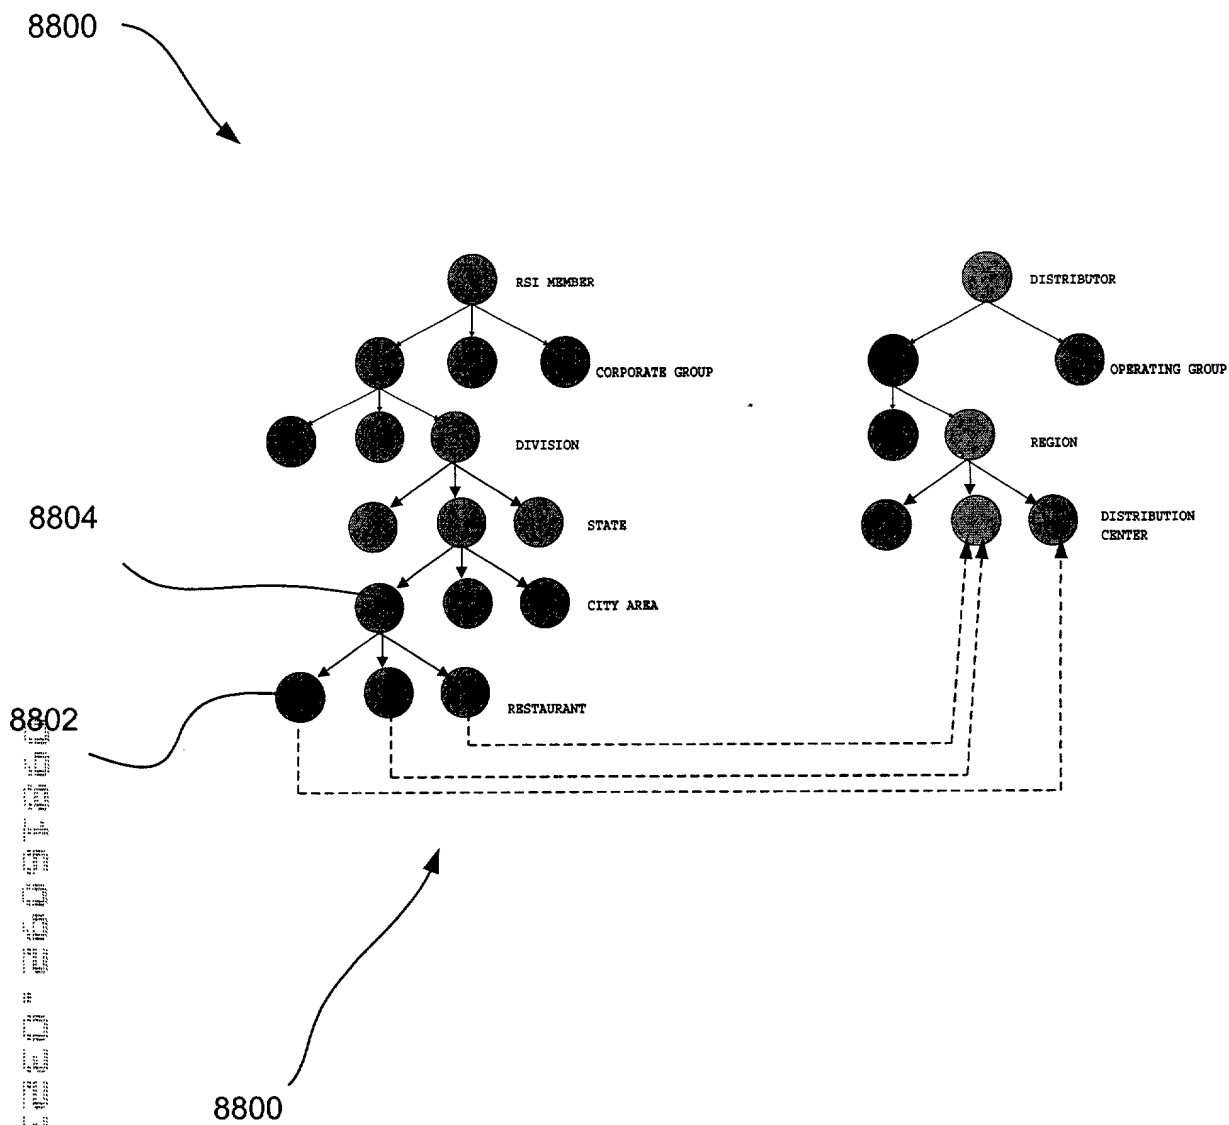 8800
RSI MEMBER
DISTRIBUTOR
CORPORATE GROUP
OPERATING GROUP
DIVISION
REGION
8804
STATE
DISTRIBUTION
CENTER
CITY AREA
8802
RESTAURANT
8800